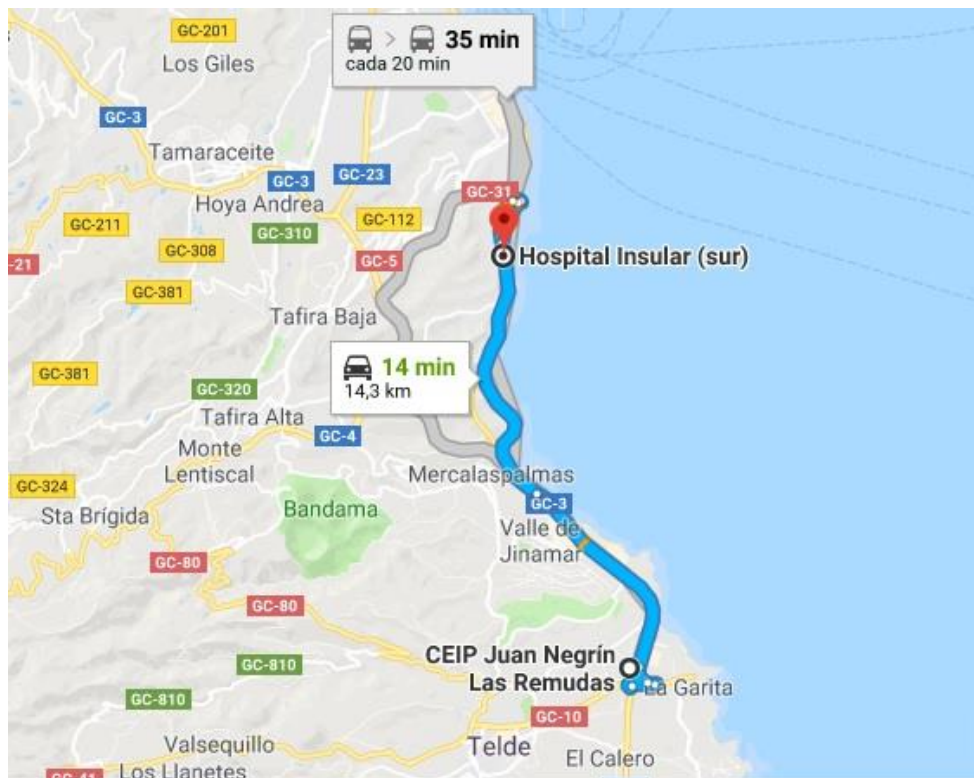 GC-201
Los Giles
35 min
cada 20 min
GC-3
Tamaraceite
GC-3
GC-23
Hoya Andrea
GC-31
GC-211
GC-310
GC-112
GC-308
-21
GC-5
Hospital Insular (sur)
GC-381
Tafira Baja
14 min
14,3 km
GC-381
GC-320
Tafira Alta
GC-4
Monte
Lentiscal
Mercalaspalmas
GC-324
GC-3
Bandama
Sta Brígida
Valle de
Jinamar
GC-80
GC-80
CEIP Juan Negrín
Las Remudas
GC-810
La Garita
GC-810
GC-10
Valsequillo
Telde
El Calero
GC-41
Los Llanetes